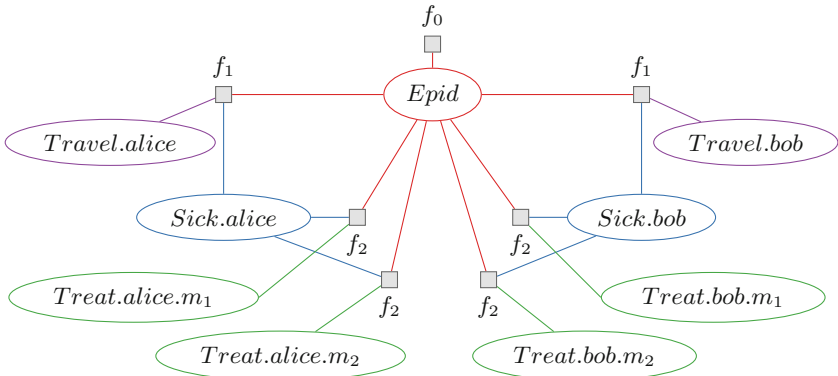 f₀
f₁ f₁
Epid
Travel.alice Travel.bob
Sick.alice Sick.bob
f₂ f₂
Treat.alice.m₁ Treat.bob.m₁
f₂ f₂
Treat.alice.m₂ Treat.bob.m₂